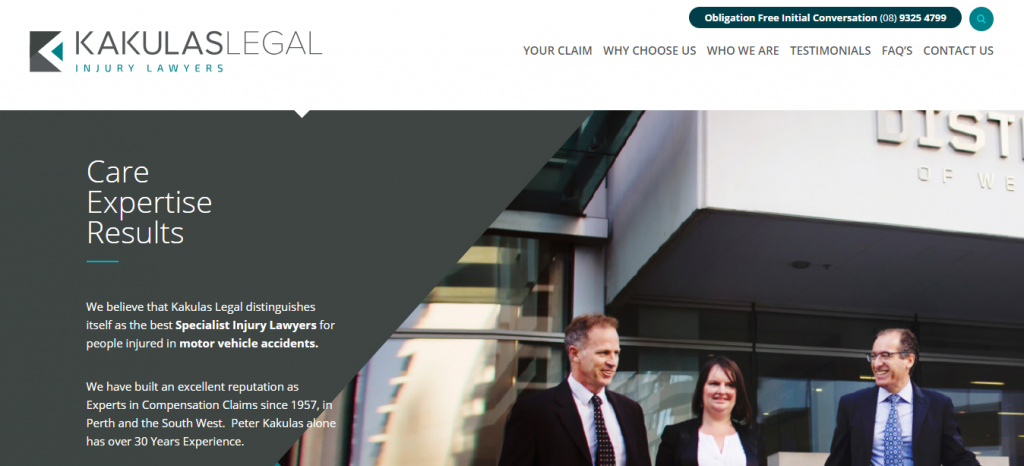 Obligation Free Initial Conversation (08) 9325 4799
KAKULASLEGAL
INJURY LAWYERS
YOUR CLAIM WHY CHOOSE US WHO WE ARE TESTIMONIALS FAQ'S CONTACT US
Care
Expertise
Results
We believe that Kakulas Legal distinguishes
itself as the best Specialist Injury Lawyers for
people injured in motor vehicle accidents.
We have built an excellent reputation as
Experts in Compensation Claims since 1957, in
Perth and the South West. Peter Kakulas alone
has over 30 Years Experience.
DIST
OF WE